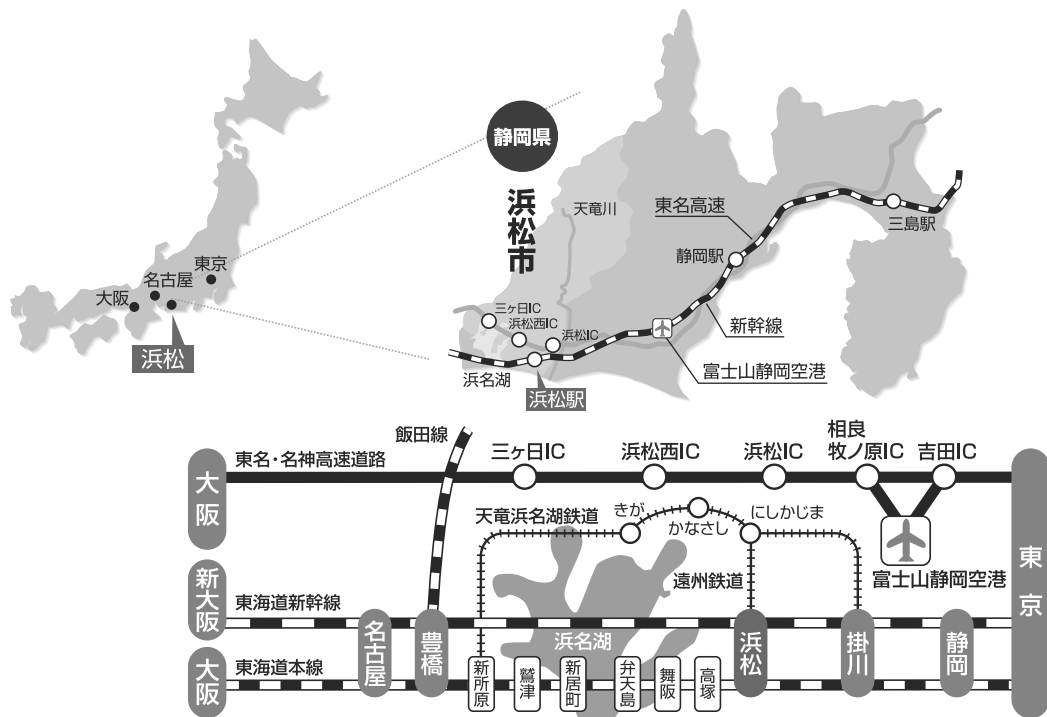 東京
名古屋
大阪
浜松
静岡県
浜松市
天竜川
東名高速
静岡駅
三島駅
三ヶ日IC
浜松西IC
浜松IC
新幹線
富士山静岡空港
浜名湖
浜松駅
飯田線
東名・名神高速道路
三ヶ日IC
浜松西IC
浜松IC
相良
牧ノ原IC
吉田IC
大阪
天竜浜名湖鉄道
きが
かなさし
にしかじま
遠州鉄道
富士山静岡空港
東京
新大阪
東海道新幹線
名古屋
豊橋
浜名湖
浜松
掛川
静岡
大阪
東海道本線
新所原
鷲津
新居町
弁天島
舞阪
高塚